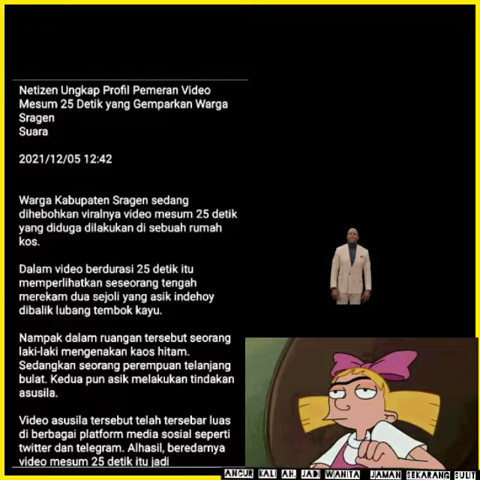 Netizen Ungkap Profil Pemeran Video
Mesum 25 Detik yang Gemparkan Warga
Sragen
Suara
2021/12/05 12:42
Warga Kabupaten Sragen sedang
dihebohkan viralnya video mesum 25 detik
yang diduga dilakukan di sebuah rumah
kos.
Dalam video berdurasi 25 detik itu
memperlihatkan seseorang tengah
merekam dua sejoli yang asik indehoy
dibalik lubang tembok kayu.
Nampak dalam ruangan tersebut seorang
laki-laki mengenakan kaos hitam.
Sedangkan seorang perempuan telanjang
bulat. Kedua pun asik melakukan tindakan
asusila.
Video asusila tersebut telah tersebar luas
di berbagai platform media sosial seperti
twitter dan telegram. Alhasil, beredarnya
video mesum 25 detik itu jadi
ANCUR KALI AH, JADI WANITA JAMAN SEKARANG SULIT